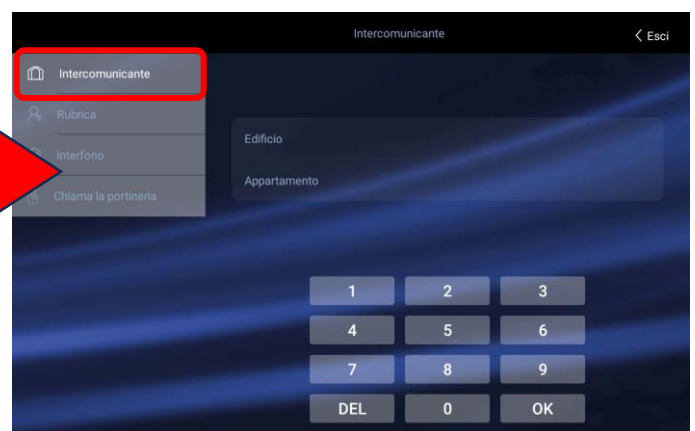 Intercomunicante
Esci
Intercomunicante
Rubrica
Interfono
Chiama la portineria
Edificio
Appartamento
1 2 3
4 5 6
7 8 9
DEL 0 OK